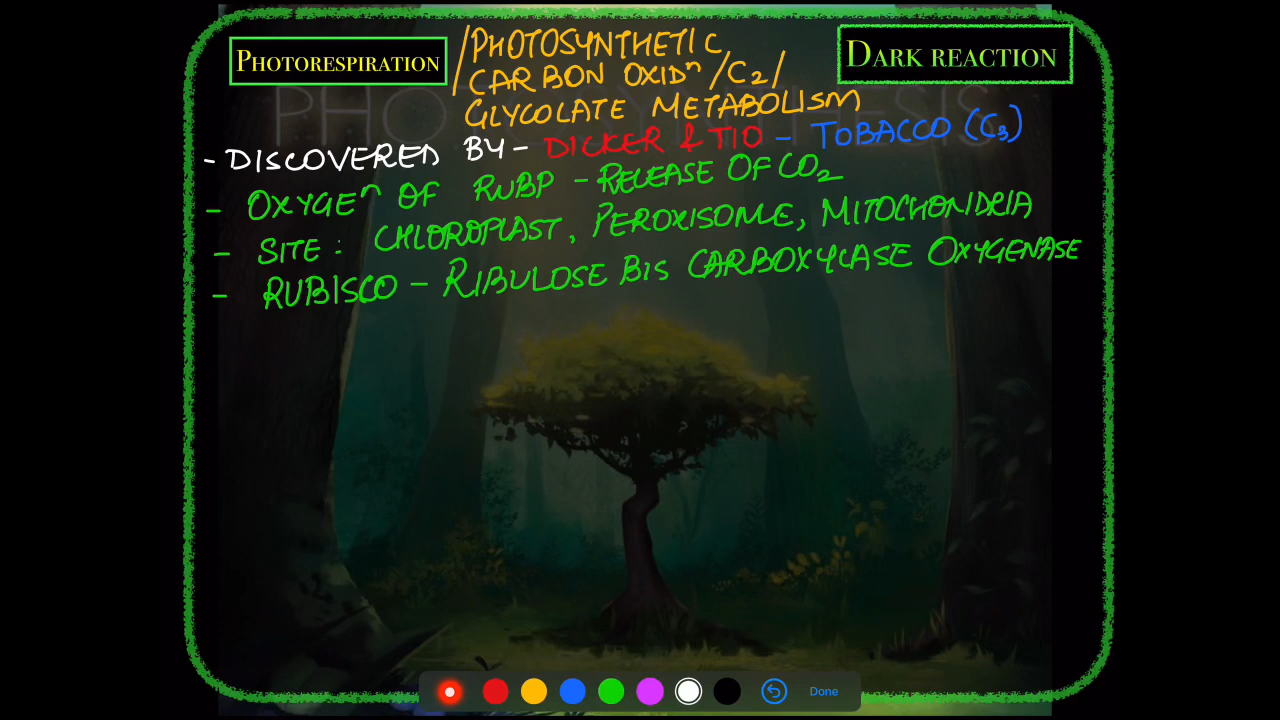 PHOTORESPIRATION
/PHOTOSYNTHETIC
CARBON OXIDⁿ/C₂/
GLYCOLATE METABOLISM
DARK REACTION
PHOTOSYNTHESIS
- DISCOVERED BY - DICKER & TIO - TOBACCO (C₃)
- OXYGEⁿ OF RUBP - RELEASE OF CO₂
- SITE : CHLOROPLAST, PEROXISOME, MITOCHONDRIA
- RUBISCO - RIBULOSE BIS CARBOXYLASE OXYGENASE
Done